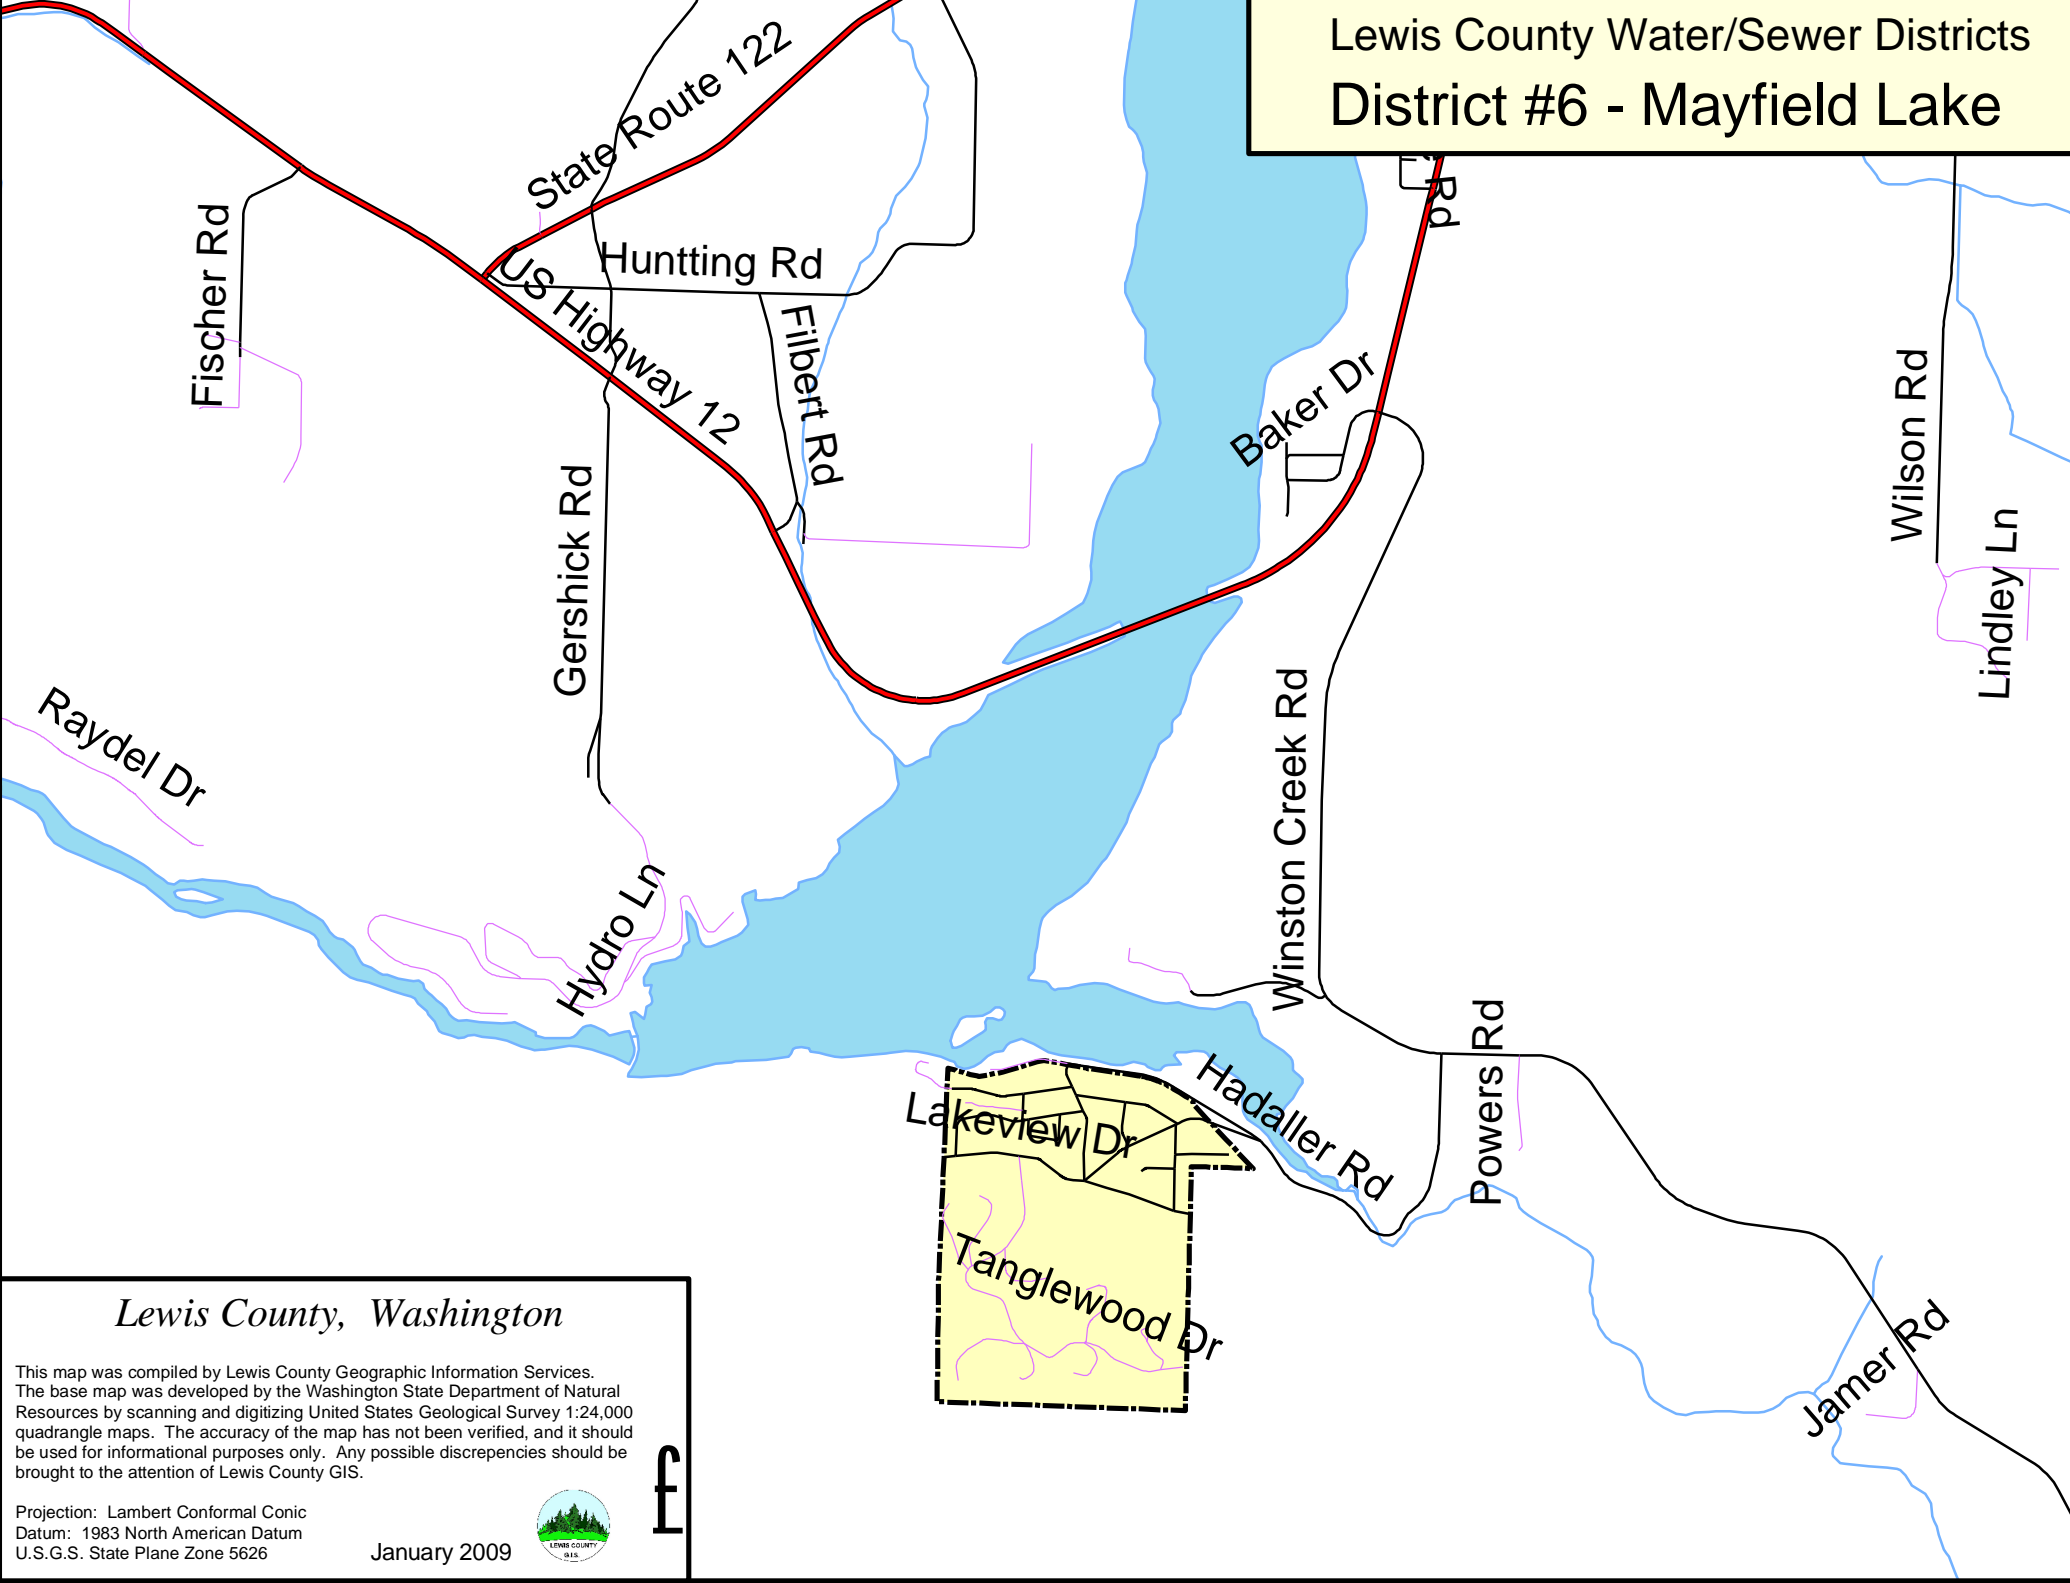 Lewis County Water/Sewer Districts
District #6 - Mayfield Lake
State Route 122
Rd
Fischer Rd
Huntting Rd
US Highway 12
Filbert Rd
Baker Dr
Wilson Rd
Gershick Rd
Lindley Ln
Raydel Dr
Winston Creek Rd
Hydro Ln
Powers Rd
Hadaller Rd
Lakeview Dr
Tanglewood Dr
Jamer Rd
Lewis County, Washington
This map was compiled by Lewis County Geographic Information Services.
The base map was developed by the Washington State Department of Natural
Resources by scanning and digitizing United States Geological Survey 1:24,000
quadrangle maps. The accuracy of the map has not been verified, and it should
be used for informational purposes only. Any possible discrepencies should be
brought to the attention of Lewis County GIS.
£
Projection: Lambert Conformal Conic
Datum: 1983 North American Datum
U.S.G.S. State Plane Zone 5626
January 2009
LEWIS COUNTY
G.I.S.